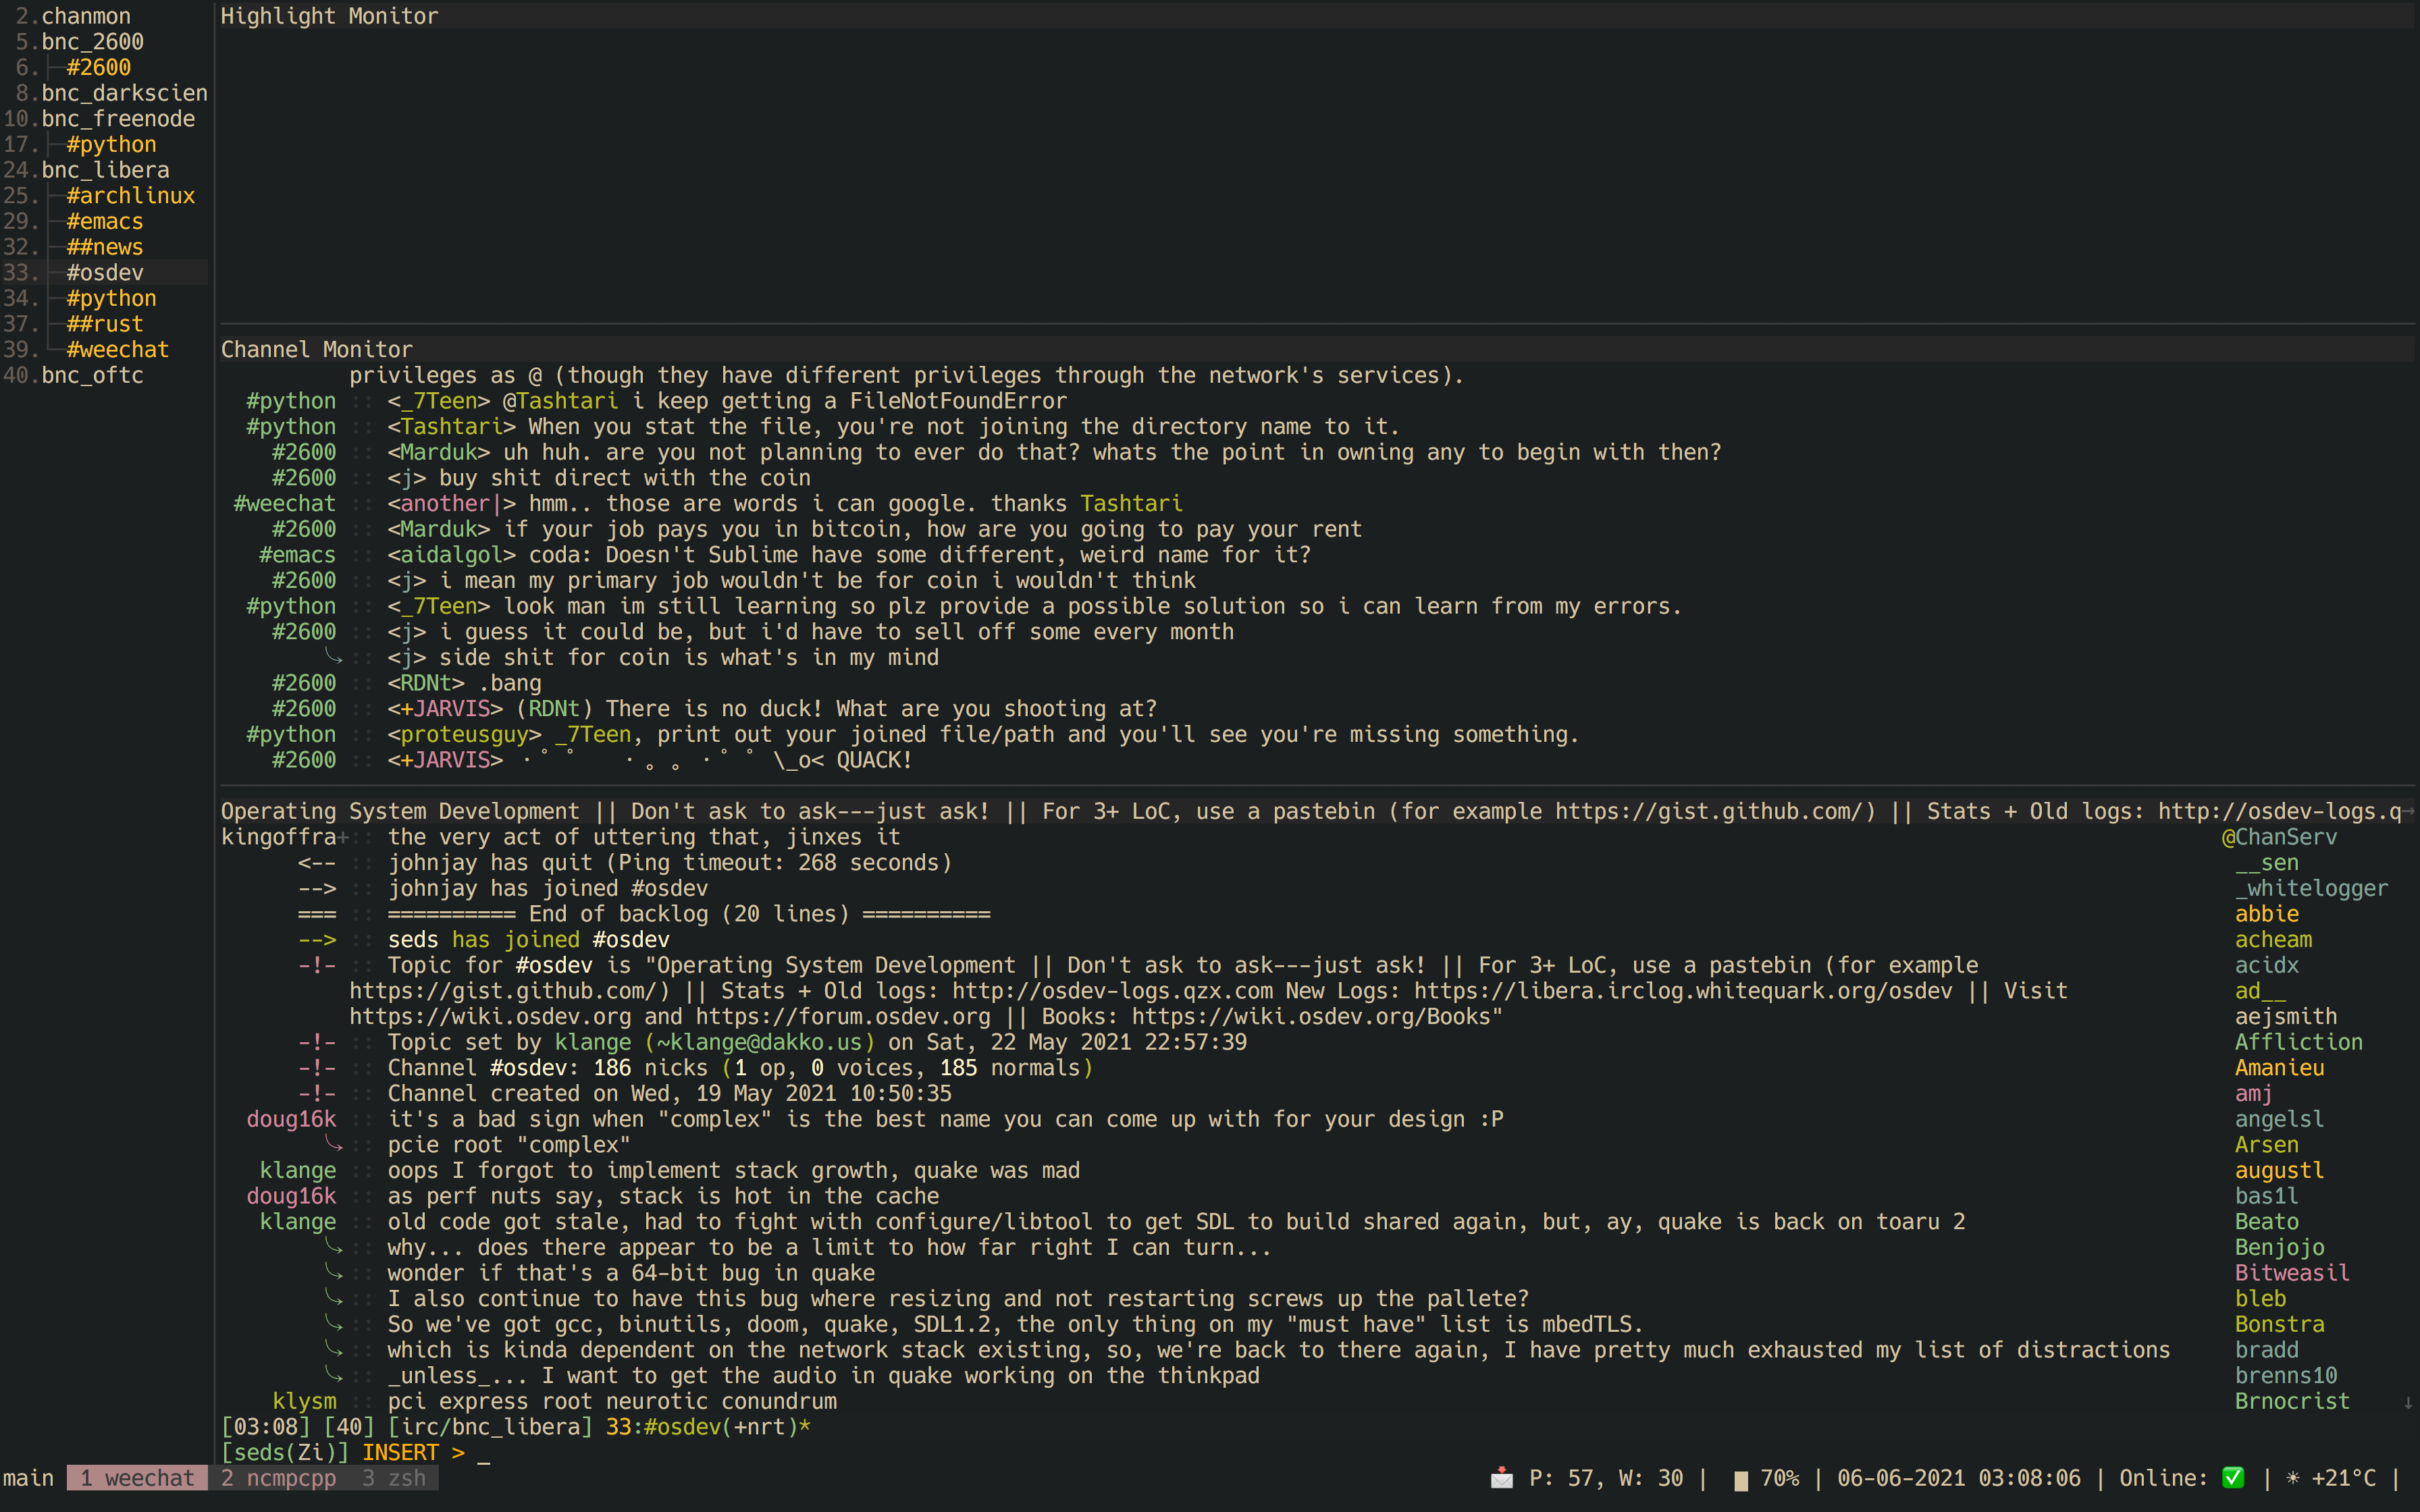 2.chanmon
5.bnc_2600
6. #2600
8.bnc_darkscien
10.bnc_freenode
17. #python
24.bnc_libera
25. #archlinux
29. #emacs
32. ##news
33. #osdev
34. #python
37. ##rust
39. #weechat
40.bnc_oftc
Highlight Monitor
Channel Monitor
privileges as @ (though they have different privileges through the network's services).
#python :: <_7Teen> @Tashtari i keep getting a FileNotFoundError
#python :: <Tashtari> When you stat the file, you're not joining the directory name to it.
#2600 :: <Marduk> uh huh. are you not planning to ever do that? whats the point in owning any to begin with then?
#2600 :: <j> buy shit direct with the coin
#weechat :: <another|> hmm.. those are words i can google. thanks Tashtari
#2600 :: <Marduk> if your job pays you in bitcoin, how are you going to pay your rent
#emacs :: <aidalgol> coda: Doesn't Sublime have some different, weird name for it?
#2600 :: <j> i mean my primary job wouldn't be for coin i wouldn't think
#python :: <_7Teen> look man im still learning so plz provide a possible solution so i can learn from my errors.
#2600 :: <j> i guess it could be, but i'd have to sell off some every month
⤷ :: <j> side shit for coin is what's in my mind
#2600 :: <RDNt> .bang
#2600 :: <+JARVIS> (RDNt) There is no duck! What are you shooting at?
#python :: <proteusguy> _7Teen, print out your joined file/path and you'll see you're missing something.
#2600 :: <+JARVIS> ・゜゜ ・。。・゜゜ \_o< QUACK!
Operating System Development || Don't ask to ask---just ask! || For 3+ LoC, use a pastebin (for example https://gist.github.com/) || Stats + Old logs: http://osdev-logs.q→
kingoffra+ :: the very act of uttering that, jinxes it
<-- :: johnjay has quit (Ping timeout: 268 seconds)
--> :: johnjay has joined #osdev
=== :: ========== End of backlog (20 lines) ==========
--> :: seds has joined #osdev
-!- :: Topic for #osdev is "Operating System Development || Don't ask to ask---just ask! || For 3+ LoC, use a pastebin (for example
https://gist.github.com/) || Stats + Old logs: http://osdev-logs.qzx.com New Logs: https://libera.irclog.whitequark.org/osdev || Visit
https://wiki.osdev.org and https://forum.osdev.org || Books: https://wiki.osdev.org/Books"
-!- :: Topic set by klange (~klange@dakko.us) on Sat, 22 May 2021 22:57:39
-!- :: Channel #osdev: 186 nicks (1 op, 0 voices, 185 normals)
-!- :: Channel created on Wed, 19 May 2021 10:50:35
doug16k :: it's a bad sign when "complex" is the best name you can come up with for your design :P
⤷ :: pcie root "complex"
klange :: oops I forgot to implement stack growth, quake was mad
doug16k :: as perf nuts say, stack is hot in the cache
klange :: old code got stale, had to fight with configure/libtool to get SDL to build shared again, but, ay, quake is back on toaru 2
⤷ :: why... does there appear to be a limit to how far right I can turn...
⤷ :: wonder if that's a 64-bit bug in quake
⤷ :: I also continue to have this bug where resizing and not restarting screws up the pallete?
⤷ :: So we've got gcc, binutils, doom, quake, SDL1.2, the only thing on my "must have" list is mbedTLS.
⤷ :: which is kinda dependent on the network stack existing, so, we're back to there again, I have pretty much exhausted my list of distractions
⤷ :: _unless_... I want to get the audio in quake working on the thinkpad
klysm :: pci express root neurotic conundrum
@ChanServ
__sen
_whitelogger
abbie
acheam
acidx
ad__
aejsmith
Affliction
Amanieu
amj
angelsl
Arsen
augustl
bas1l
Beato
Benjojo
Bitweasil
bleb
Bonstra
bradd
brenns10
Brnocrist ↓
[03:08] [40] [irc/bnc_libera] 33:#osdev(+nrt)*
[seds(Zi)] INSERT > _
main 1 weechat 2 ncmpcpp 3 zsh
📩 P: 57, W: 30 | ▆ 70% | 06-06-2021 03:08:06 | Online: ✅ | ☀ +21°C |